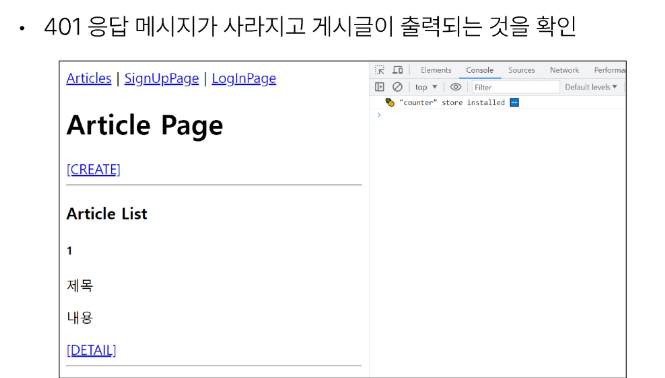 • 401 응답 메시지가 사라지고 게시글이 출력되는 것을 확인
Articles | SignUpPage | LogInPage
Article Page
[CREATE]
Article List
1
제목
내용
[DETAIL]
Elements Console Sources Network Performa
top ▼ Filter Default levels ▼
🍍 "counter" store installed 🆕
>